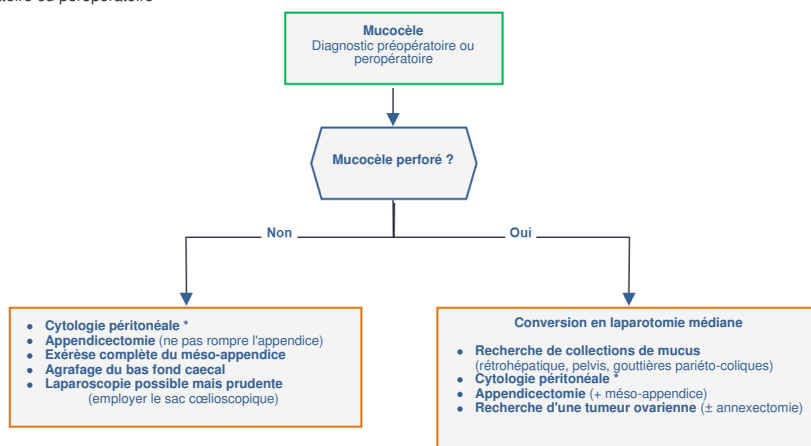 Mucocèle
Diagnostic préopératoire ou
peropératoire
Mucocèle perforé ?
Non
Oui
• Cytologie péritonéale *
• Appendicectomie (ne pas rompre l'appendice)
• Exérèse complète du méso-appendice
• Agrafage du bas fond caecal
• Laparoscopie possible mais prudente
(employer le sac cœlioscopique)
Conversion en laparotomie médiane
• Recherche de collections de mucus
(rétrohépatique, pelvis, gouttières pariéto-coliques)
• Cytologie péritonéale *
• Appendicectomie (+ méso-appendice)
• Recherche d'une tumeur ovarienne (± annexectomie)